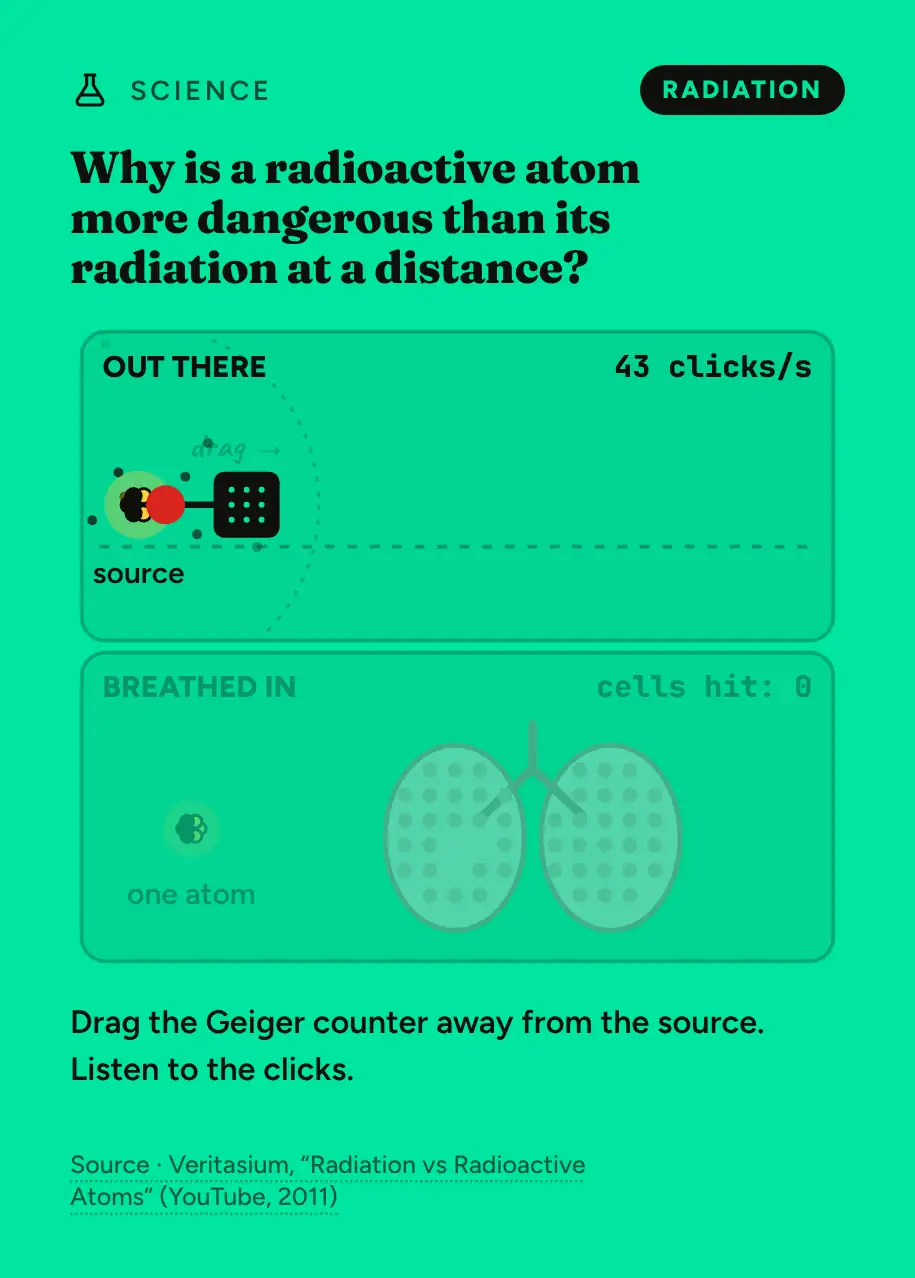 SCIENCE
RADIATION
Why is a radioactive atom
more dangerous than its
radiation at a distance?
OUT THERE
43 clicks/s
drag →
source
BREATHED IN
cells hit: 0
one atom
Drag the Geiger counter away from the source.
Listen to the clicks.
Source · Veritasium, “Radiation vs Radioactive
Atoms” (YouTube, 2011)